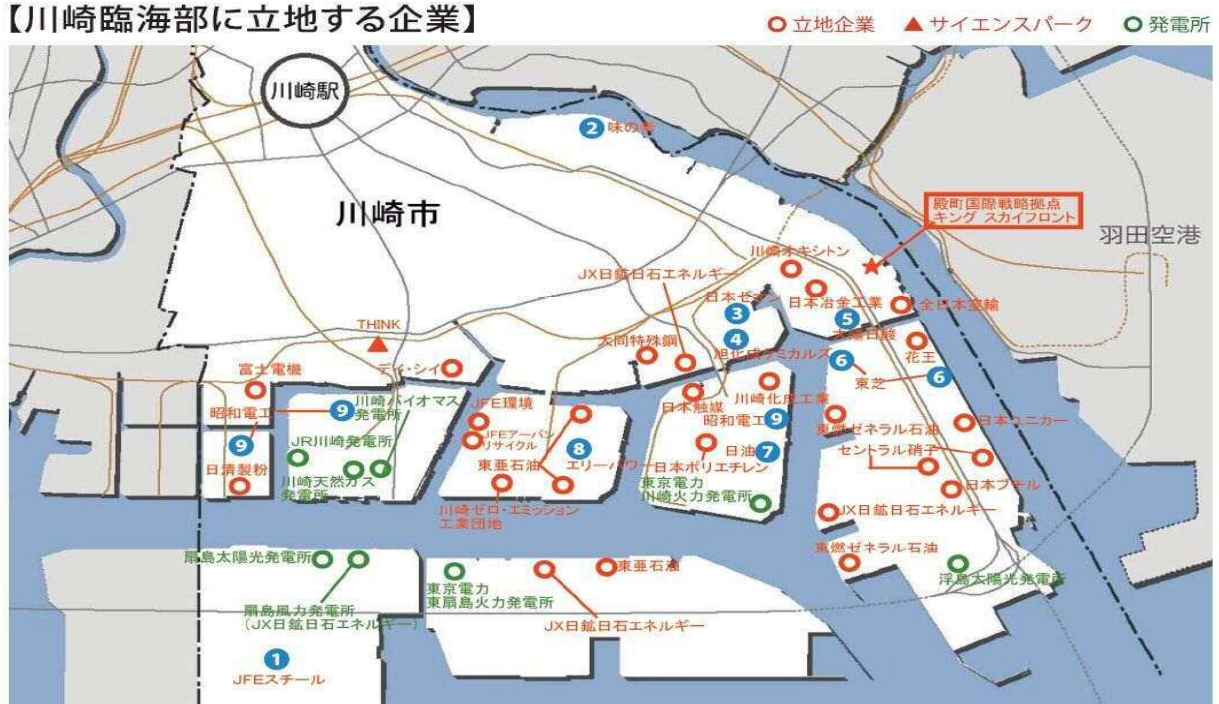 【川崎臨海部に立地する企業】
立地企業
サイエンスパーク
発電所
川崎駅
2
味の素
川崎市
殿町国際戦略拠点
キング スカイフロント
羽田空港
川崎オキシトン
JX日鉱日石エネルギー
日本ゼオン
日本冶金工業
全日本空輸
3
5
太陽日酸
THINK
大同特殊鋼
4
旭化成ケミカルズ
花王
6
東芝
6
富士電機
デイ・シイ
川崎バイオマス
発電所
JFE環境
日本触媒
川崎化成工業
昭和電工
9
昭和電工
9
東燃ゼネラル石油
日本ユニカー
9
JR川崎発電所
JFEアーバン
リサイクル
8
日油
7
セントラル硝子
日清製粉
東亜石油
エリーパワー
日本ポリエチレン
川崎天然ガス
発電所
東京電力
川崎火力発電所
日本ブチル
川崎ゼロ・エミッション
工業団地
JX日鉱日石エネルギー
扇島太陽光発電所
東亜石油
東燃ゼネラル石油
東京電力
東扇島火力発電所
浮島太陽光発電所
扇島風力発電所
(JX日鉱日石エネルギー)
JX日鉱日石エネルギー
1
JFEスチール